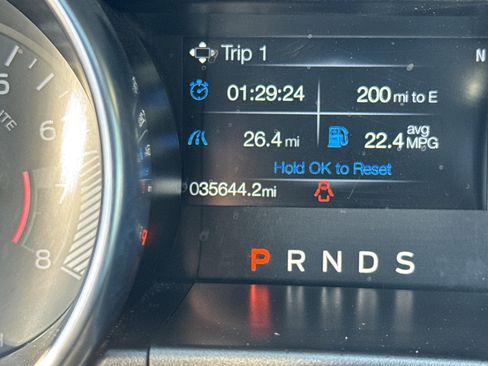 Trip 1
N
01:29:24
200 mi to E
26.4 mi
22.4 avg MPG
Hold OK to Reset
035644.2mi
P R N D S
6
7
8